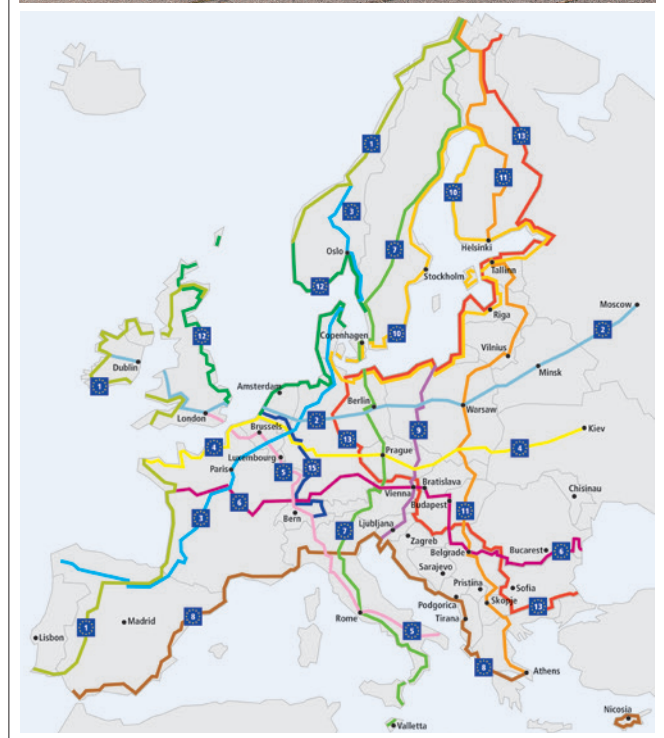 13
1
11
3
10
Oslo
7
Helsinki
Tallinn
12
Stockholm
Moscow
Riga
12
Copenhagen
10
2
Vilnius
Dublin
Minsk
1
Amsterdam
Berlin
Warsaw
London
2
Brussels
9
Kiev
4
13
4
Luxembourg
Prague
Paris
5
15
Bratislava
Chisinau
6
Vienna
Budapest
3
Bern
11
7
Ljubljana
Zagreb
Belgrade
Bucarest
6
Sarajevo
Pristina
Sofia
Podgorica
Skopje
13
Madrid
8
Rome
Tirana
1
Lisbon
5
8
Athens
Nicosia
Valletta